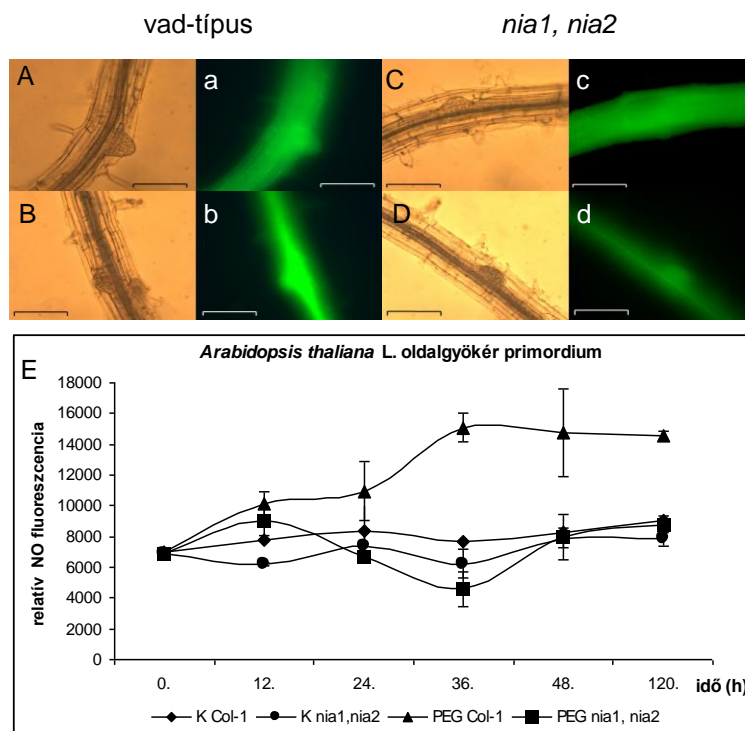 vad-típus nia1, nia2
A a C c
B b D d
E
Arabidopsis thaliana L. oldalgyökér primordium
relatív NO fluoreszcencia
18000
16000
14000
12000
10000
8000
6000
4000
2000
0
0. 12. 24. 36. 48. 120. idő (h)
K Col-1 K nia1,nia2 PEG Col-1 PEG nia1, nia2